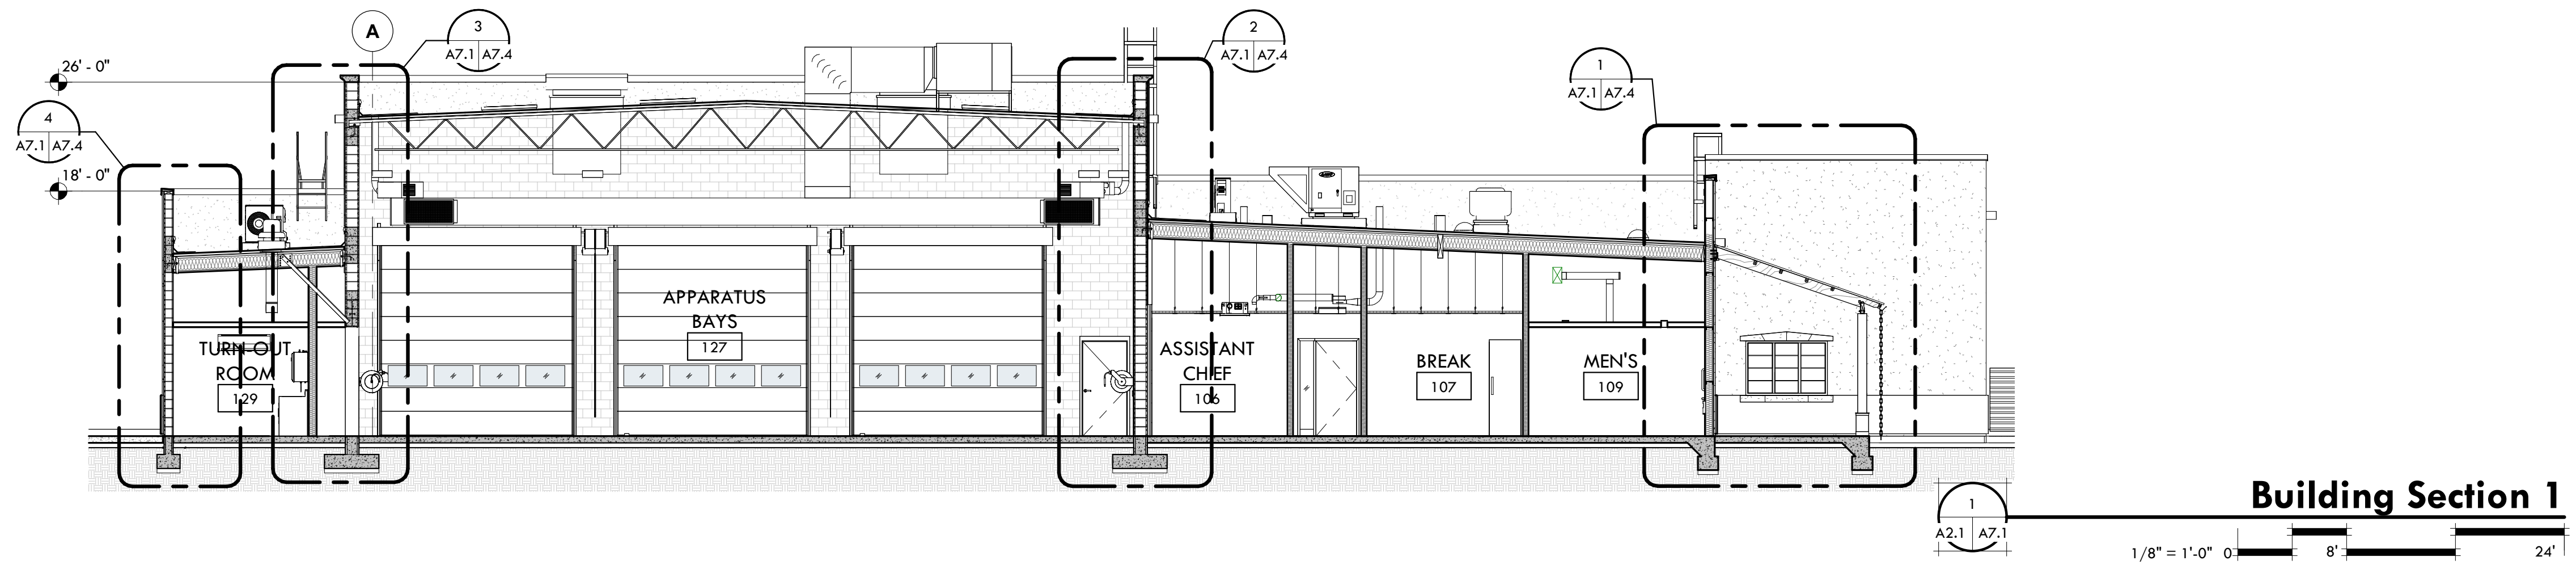 A
3
A7.1 A7.4
2
A7.1 A7.4
1
A7.1 A7.4
4
A7.1 A7.4
26' - 0"
18' - 0"
TURN-OUT
ROOM
129
APPARATUS
BAYS
127
ASSISTANT
CHIEF
106
BREAK
107
MEN'S
109
Building Section 1
1
A2.1 A7.1
1/8" = 1'-0" 0 8' 24'